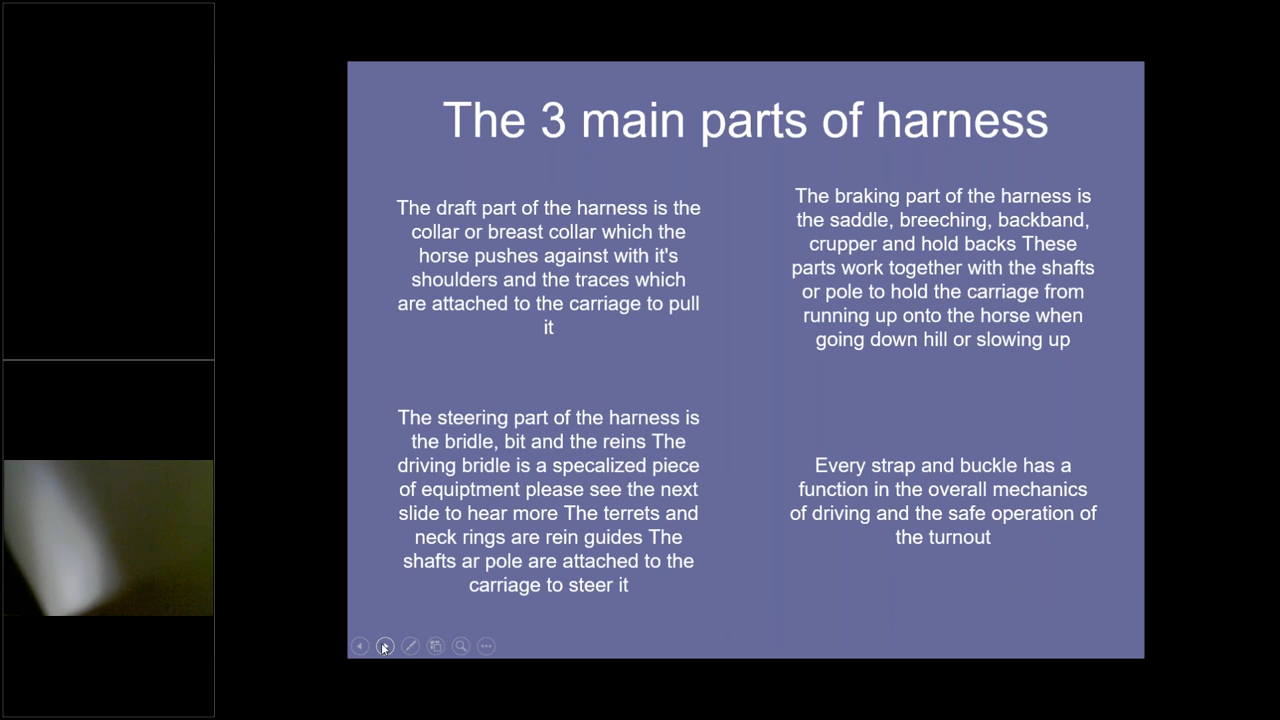 The 3 main parts of harness
The draft part of the harness is the
collar or breast collar which the
horse pushes against with it's
shoulders and the traces which
are attached to the carriage to pull
it
The braking part of the harness is
the saddle, breeching, backband,
crupper and hold backs These
parts work together with the shafts
or pole to hold the carriage from
running up onto the horse when
going down hill or slowing up
The steering part of the harness is
the bridle, bit and the reins The
driving bridle is a specalized piece
of equiptment please see the next
slide to hear more The terrets and
neck rings are rein guides The
shafts ar pole are attached to the
carriage to steer it
Every strap and buckle has a
function in the overall mechanics
of driving and the safe operation of
the turnout